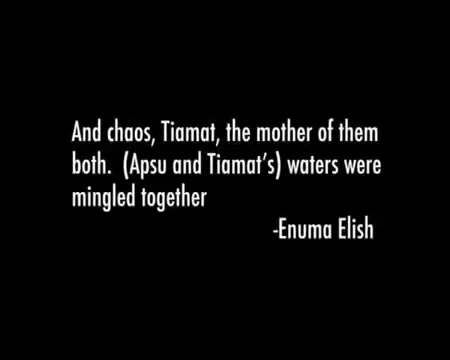 And chaos, Tiamat, the mother of them
both.  (Apsu and Tiamat's) waters were
mingled together
-Enuma Elish